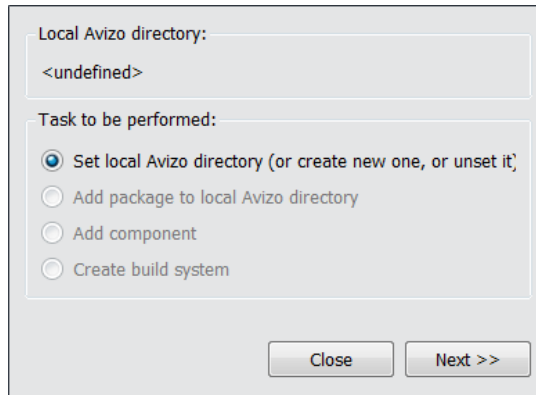 Local Avizo directory:
<undefined>
Task to be performed:
Set local Avizo directory (or create new one, or unset it)
Add package to local Avizo directory
Add component
Create build system
Close
Next >>